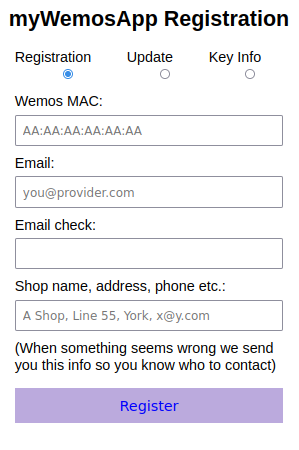 myWemosApp Registration
Registration Update Key Info
Wemos MAC:
AA:AA:AA:AA:AA:AA
Email:
you@provider.com
Email check:
Shop name, address, phone etc.:
A Shop, Line 55, York, x@y.com
(When something seems wrong we send
you this info so you know who to contact)
Register